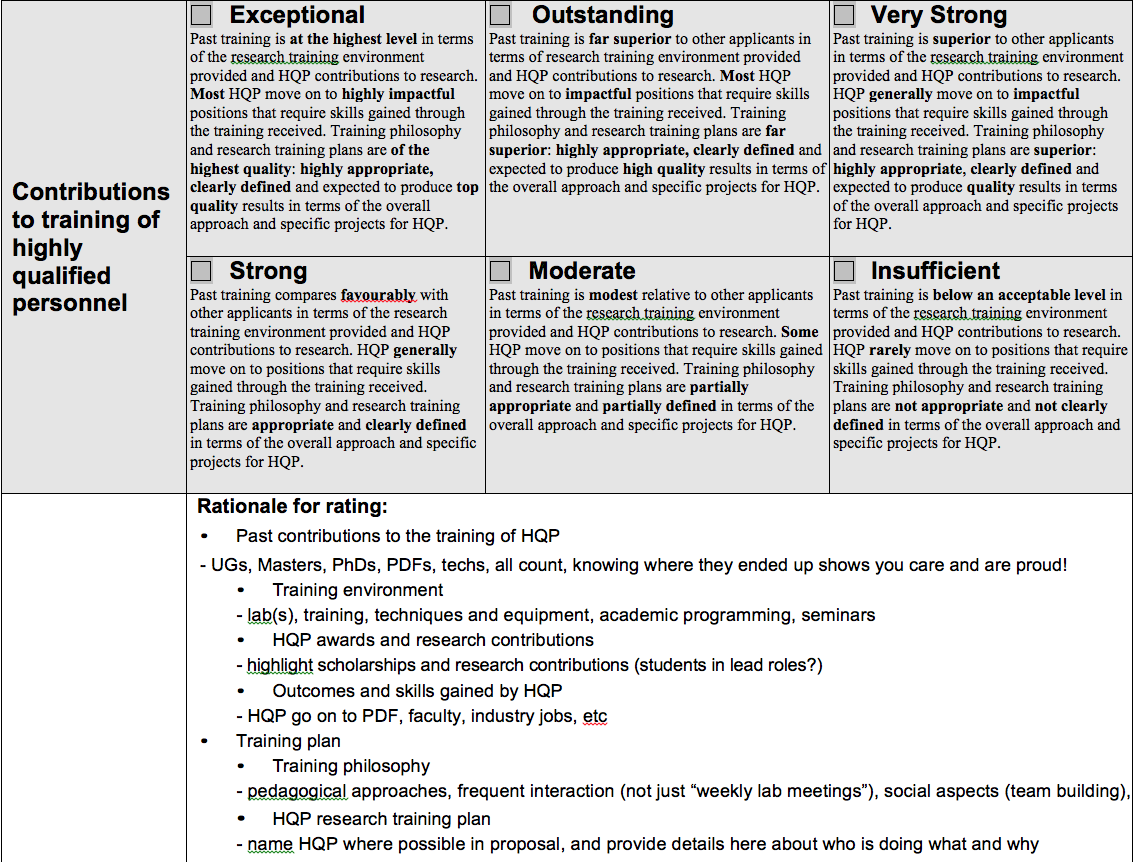 Contributions
to training of
highly
qualified
personnel
Exceptional
Past training is at the highest level in terms
of the research training environment
provided and HQP contributions to research.
Most HQP move on to highly impactful
positions that require skills gained through
the training received. Training philosophy
and research training plans are of the
highest quality: highly appropriate,
clearly defined and expected to produce top
quality results in terms of the overall
approach and specific projects for HQP.
Outstanding
Past training is far superior to other applicants in
terms of research training environment provided
and HQP contributions to research. Most HQP
move on to impactful positions that require skills
gained through the training received. Training
philosophy and research training plans are far
superior: highly appropriate, clearly defined and
expected to produce high quality results in terms of
the overall approach and specific projects for HQP.
Very Strong
Past training is superior to other applicants
in terms of the research training environment
provided and HQP contributions to research.
HQP generally move on to impactful
positions that require skills gained through
the training received. Training philosophy
and research training plans are superior:
highly appropriate, clearly defined and
expected to produce quality results in terms
of the overall approach and specific projects
for HQP.
Strong
Past training compares favourably with
other applicants in terms of the research
training environment provided and HQP
contributions to research. HQP generally
move on to positions that require skills
gained through the training received.
Training philosophy and research training
plans are appropriate and clearly defined
in terms of the overall approach and specific
projects for HQP.
Moderate
Past training is modest relative to other applicants
in terms of the research training environment
provided and HQP contributions to research. Some
HQP move on to positions that require skills gained
through the training received. Training philosophy
and research training plans are partially
appropriate and partially defined in terms of the
overall approach and specific projects for HQP.
Insufficient
Past training is below an acceptable level in
terms of the research training environment
provided and HQP contributions to research.
HQP rarely move on to positions that require
skills gained through the training received.
Training philosophy and research training
plans are not appropriate and not clearly
defined in terms of the overall approach and
specific projects for HQP.
Rationale for rating:
• Past contributions to the training of HQP
- UGs, Masters, PhDs, PDFs, techs, all count, knowing where they ended up shows you care and are proud!
• Training environment
- lab(s), training, techniques and equipment, academic programming, seminars
• HQP awards and research contributions
- highlight scholarships and research contributions (students in lead roles?)
• Outcomes and skills gained by HQP
- HQP go on to PDF, faculty, industry jobs, etc
• Training plan
• Training philosophy
- pedagogical approaches, frequent interaction (not just “weekly lab meetings”), social aspects (team building),
• HQP research training plan
- name HQP where possible in proposal, and provide details here about who is doing what and why